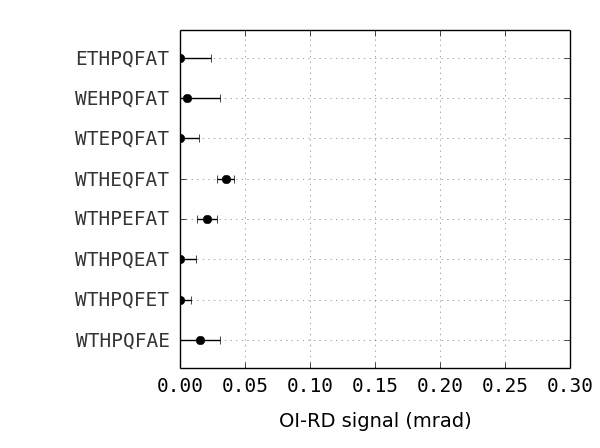 ETHPQFAT
WEHPQFAT
WTEPQFAT
WTHEQFAT
WTHPEFAT
WTHPQEAT
WTHPQFET
WTHPQFAE
0.00 0.05 0.10 0.15 0.20 0.25 0.30
OI-RD signal (mrad)